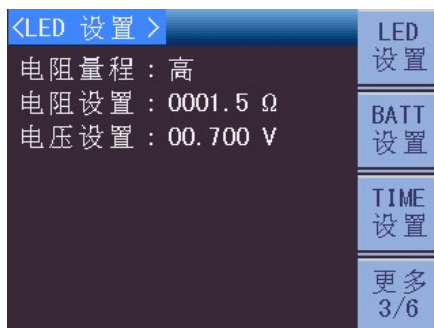 <LED 设置 >
电阻量程 : 高
电阻设置 : 0001.5 Ω
电压设置 : 00.700 V
LED
设置
BATT
设置
TIME
设置
更多
3/6